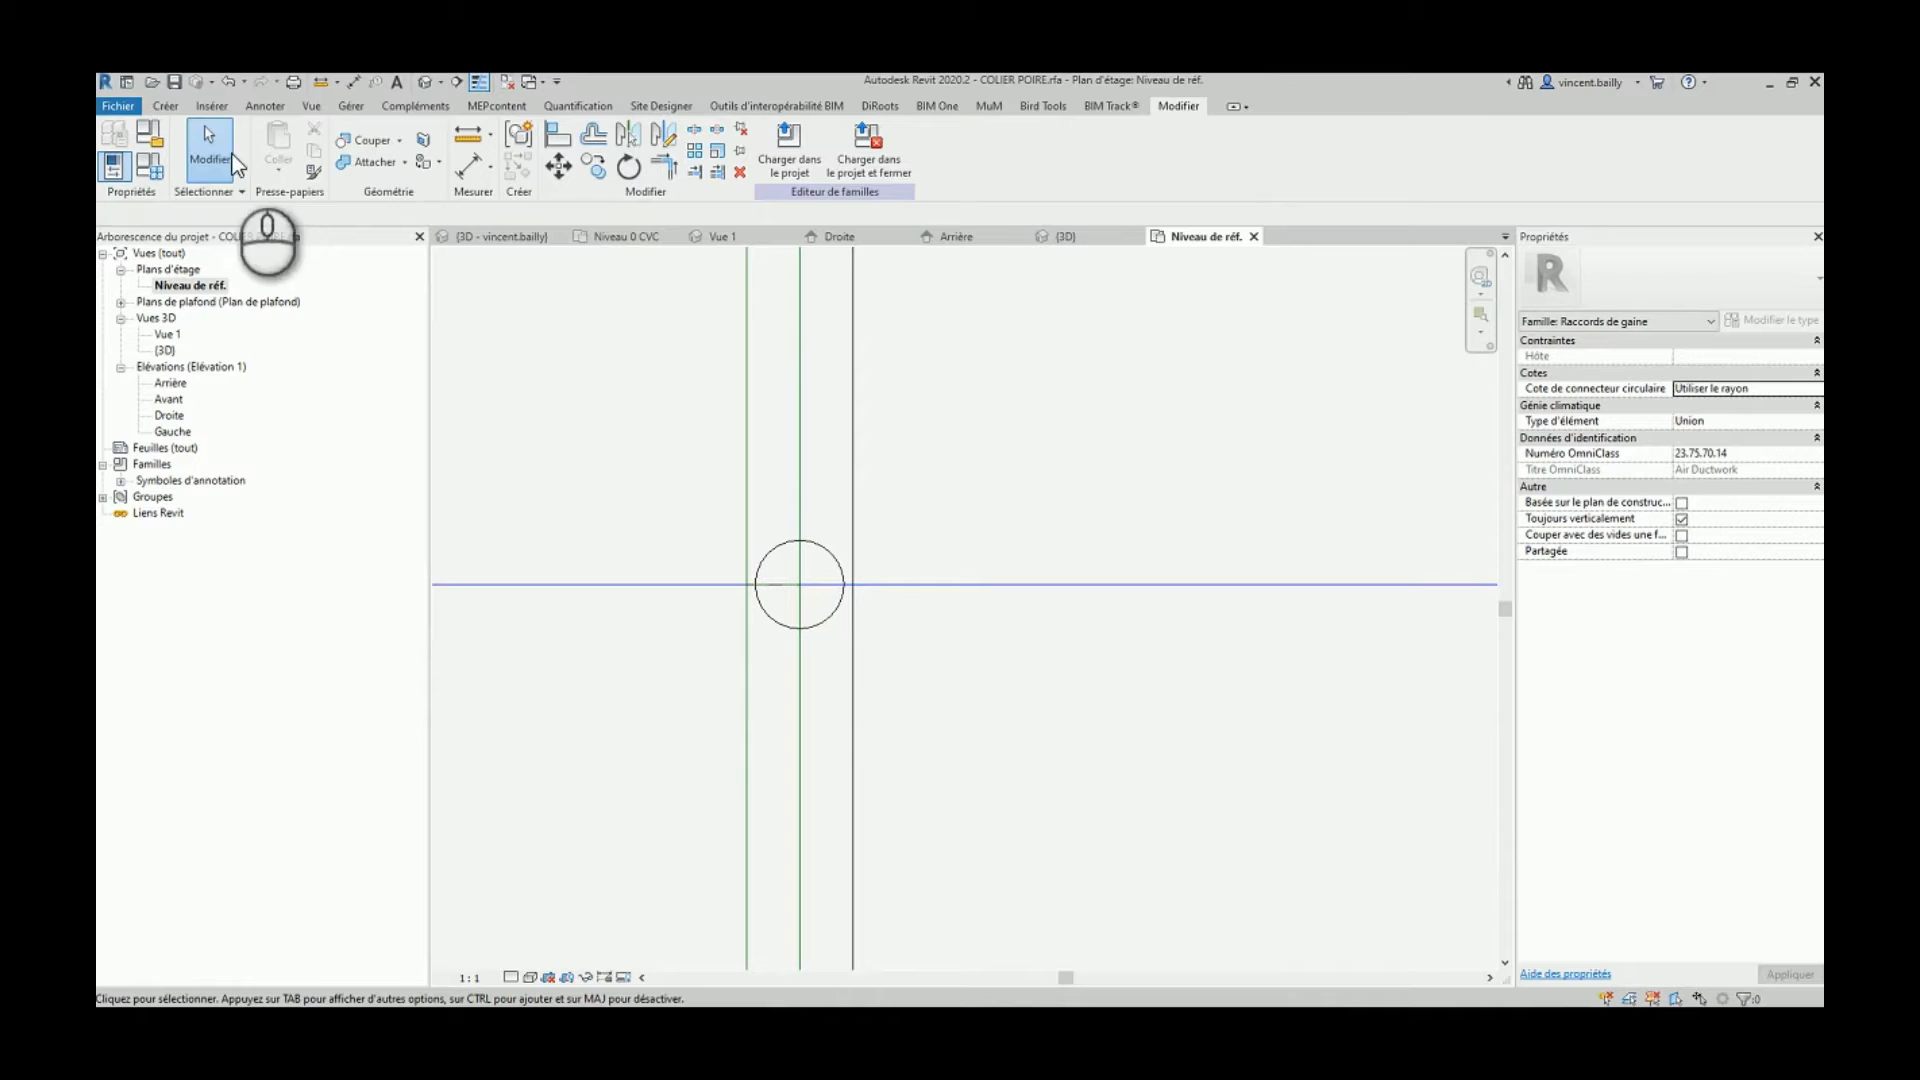 Autodesk Revit 2020.2 - COLIER POIRE.rfa - Plan d'étage: Niveau de réf.
vincent.bailly
Fichier Créer Insérer Annoter Vue Gérer Compléments MEPcontent Quantification Site Designer Outils d'interopérabilité BIM DiRoots BIM One MuM Bird Tools BIM Track® Modifier
Modifier
Coller
Couper
Attacher
Charger dans le projet
Charger dans le projet et fermer
Propriétés Sélectionner Presse-papiers Géométrie Mesurer Créer Modifier Editeur de familles
Arborescence du projet - COL
{3D - vincent.bailly} Niveau 0 CVC Vue 1 Droite Arrière {3D} Niveau de réf.
Vues (tout)
Plans d'étage
Niveau de réf.
Plans de plafond (Plan de plafond)
Vues 3D
Vue 1
{3D}
Elévations (Elévation 1)
Arrière
Avant
Droite
Gauche
Feuilles (tout)
Familles
Symboles d'annotation
Groupes
Liens Revit
2D
Propriétés
R
Famille: Raccords de gaine
Modifier le type
Contraintes
Hôte
Cotes
Cote de connecteur circulaire Utiliser le rayon
Génie climatique
Type d'élément Union
Données d'identification
Numéro OmniClass 23.75.70.14
Titre OmniClass Air Ductwork
Autre
Basée sur le plan de construc...
Toujours verticalement
Couper avec des vides une f...
Partagée
Aide des propriétés
Appliquer
1:1
Cliquez pour sélectionner. Appuyez sur TAB pour afficher d'autres options, sur CTRL pour ajouter et sur MAJ pour désactiver.
:0